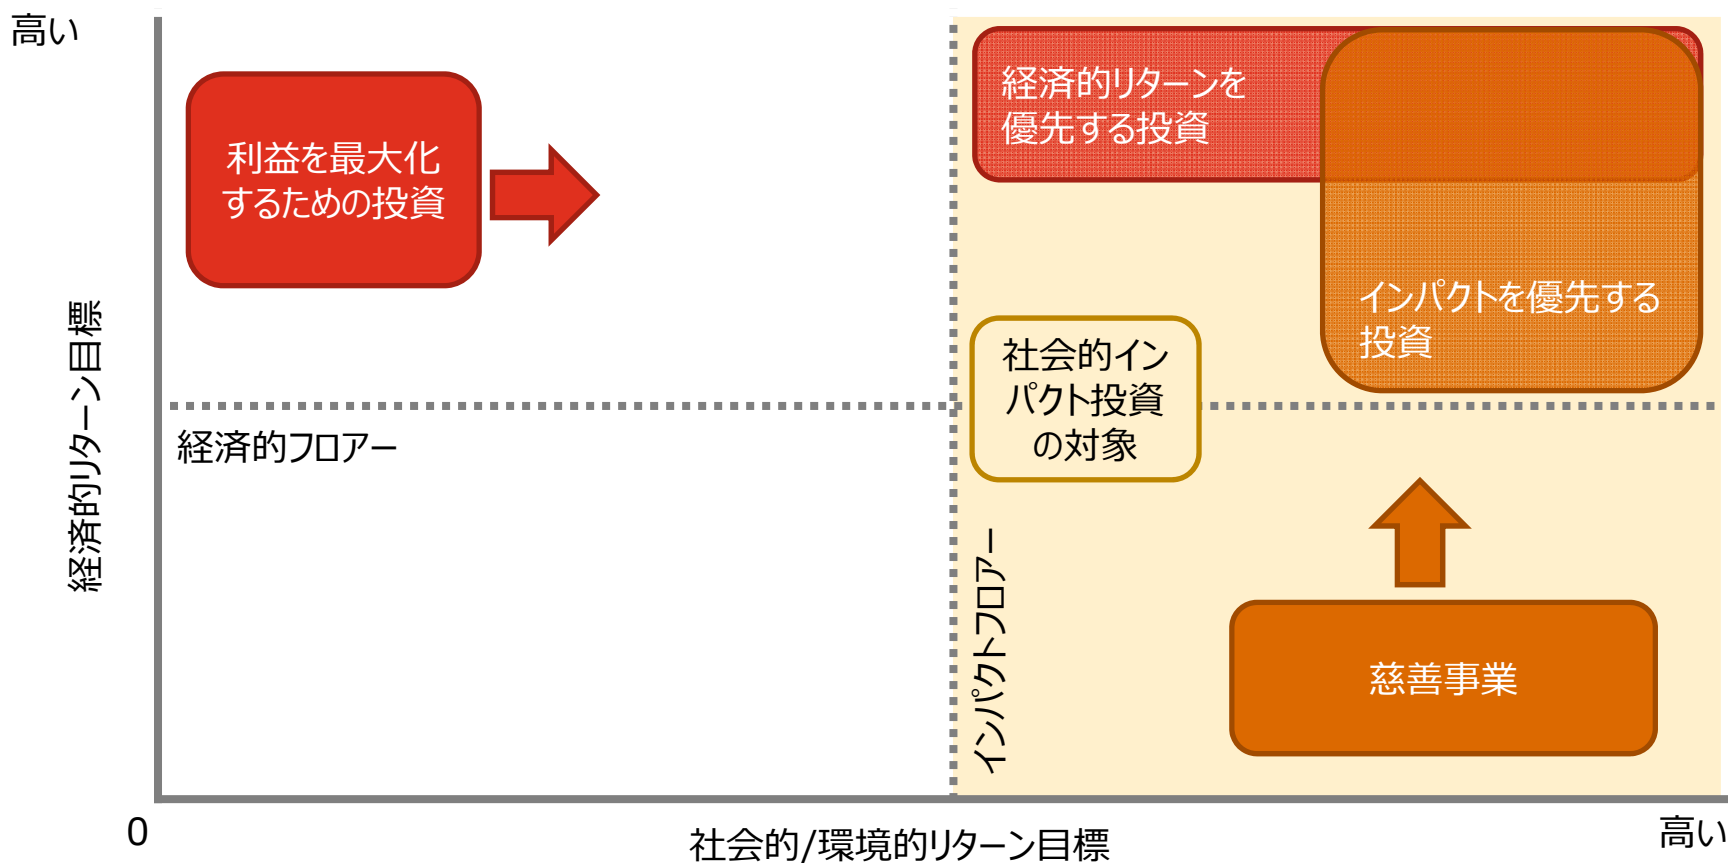 高い
経済的リターンを
優先する投資
利益を最大化
するための投資
インパクトを優先する
投資
社会的イン
パクト投資
の対象
経済的リターン目標
経済的フロアー
インパクトフロアー
慈善事業
0
社会的/環境的リターン目標
高い